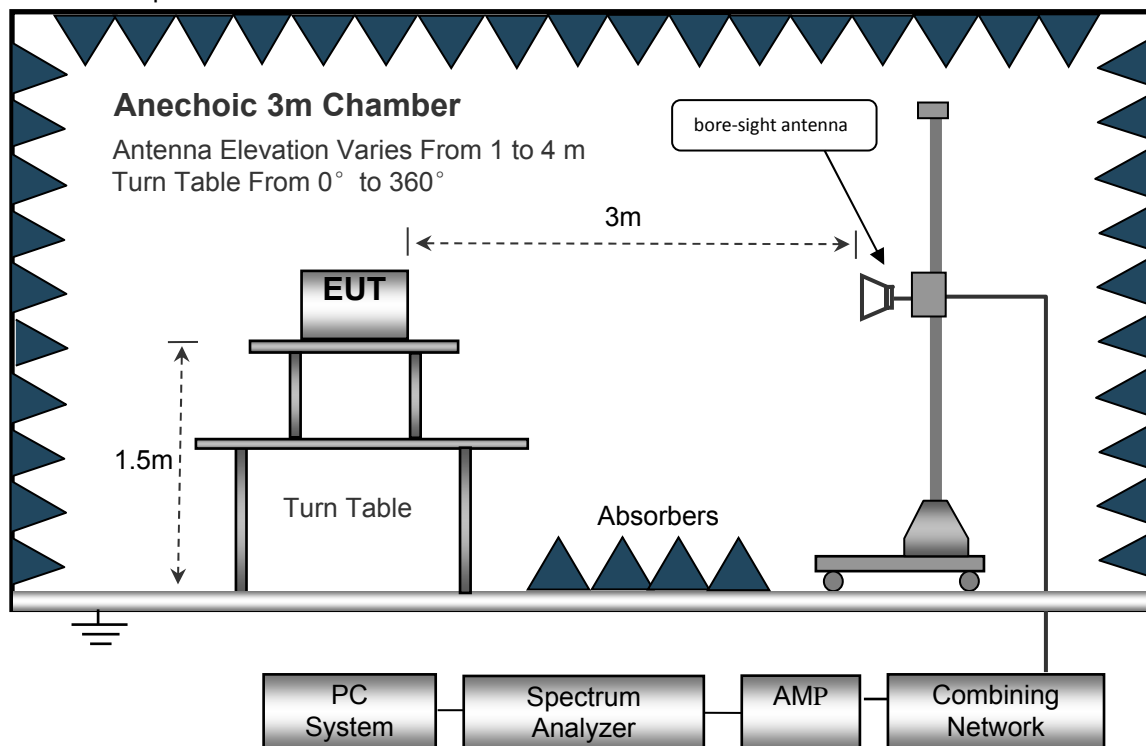 Anechoic 3m Chamber
Antenna Elevation Varies From 1 to 4 m
Turn Table From 0° to 360°
bore-sight antenna
3m
EUT
1.5m
Turn Table
Absorbers
PC
System
Spectrum
Analyzer
AMP
Combining
Network